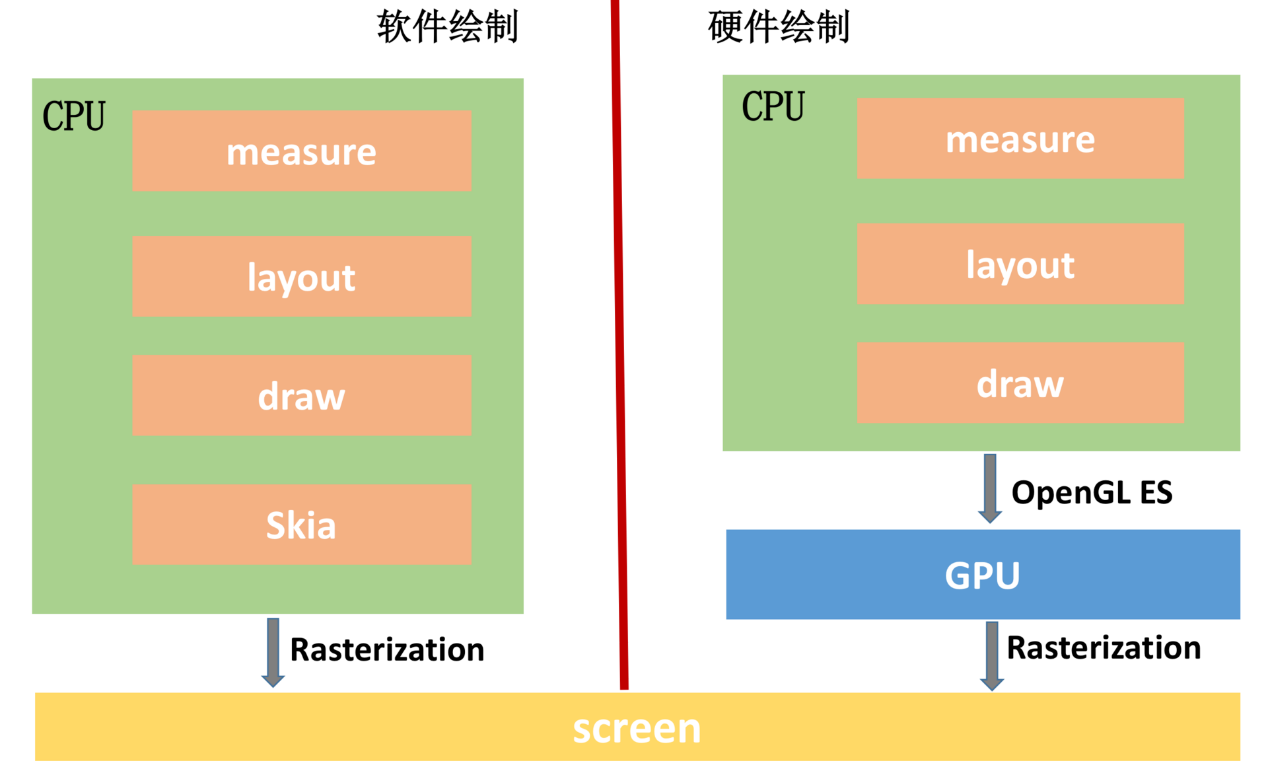 软件绘制
CPU
measure
layout
draw
Skia
Rasterization
硬件绘制
CPU
measure
layout
draw
OpenGL ES
GPU
Rasterization
screen